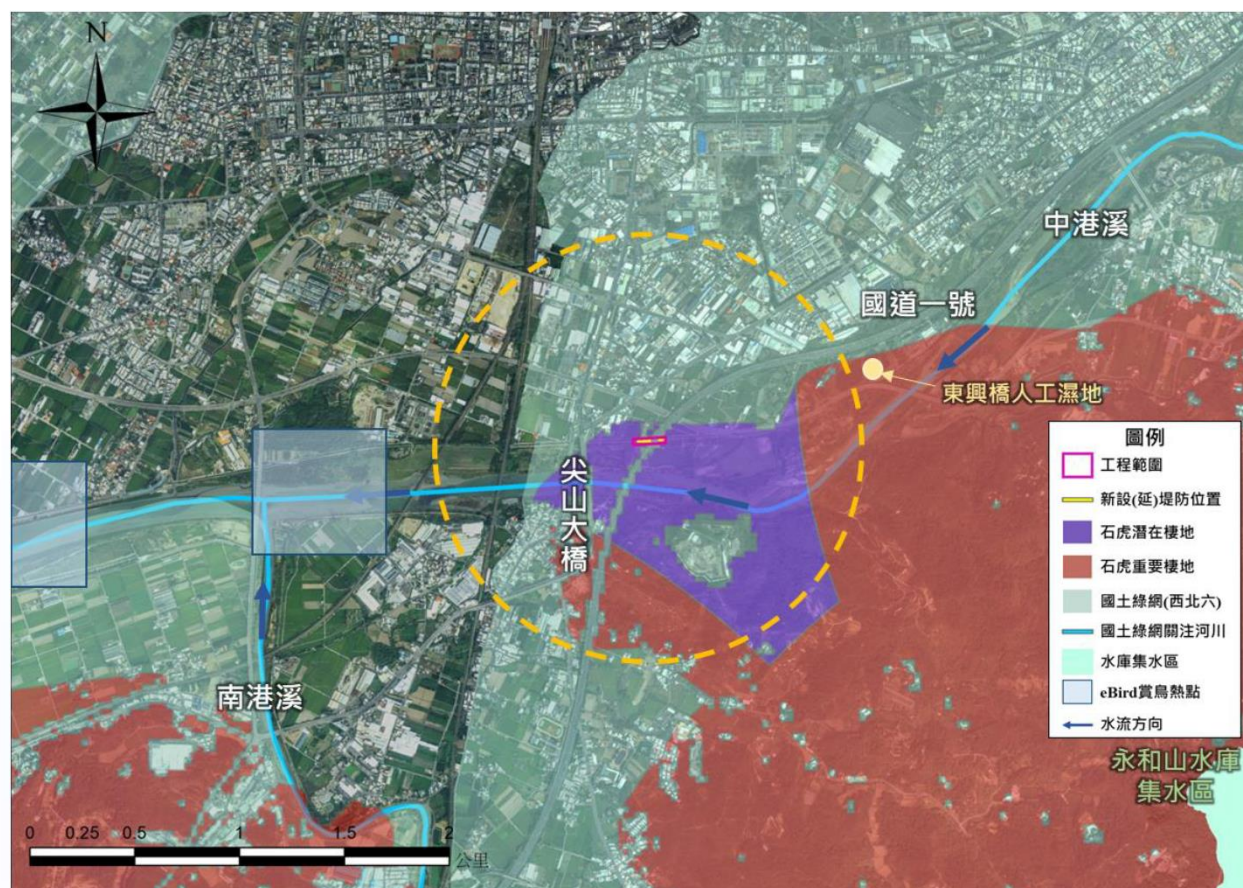 N
中港溪
國道一號
東興橋人工濕地
尖山大橋
南港溪
圖例
工程範圍
新設(延)堤防位置
石虎潛在棲地
石虎重要棲地
國土綠網(西北六)
國土綠網關注河川
水庫集水區
eBird賞鳥熱點
水流方向
永和山水庫
集水區
0 0.25 0.5 1 1.5 2
公里